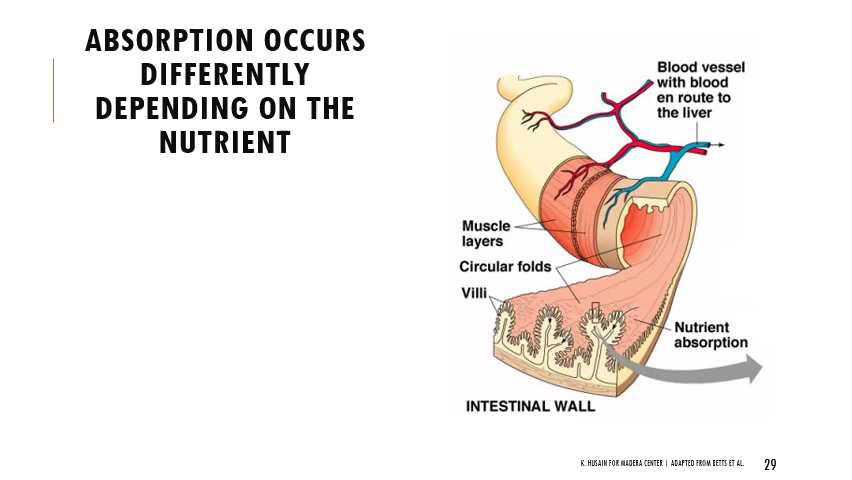 ABSORPTION OCCURS
DIFFERENTLY
DEPENDING ON THE
NUTRIENT
Blood vessel
with blood
en route to
the liver
Muscle
layers
Circular folds
Villi
Nutrient
absorption
INTESTINAL WALL
K. HUSAIN FOR MADERA CENTER | ADAPTED FROM BETTS ET AL.
29